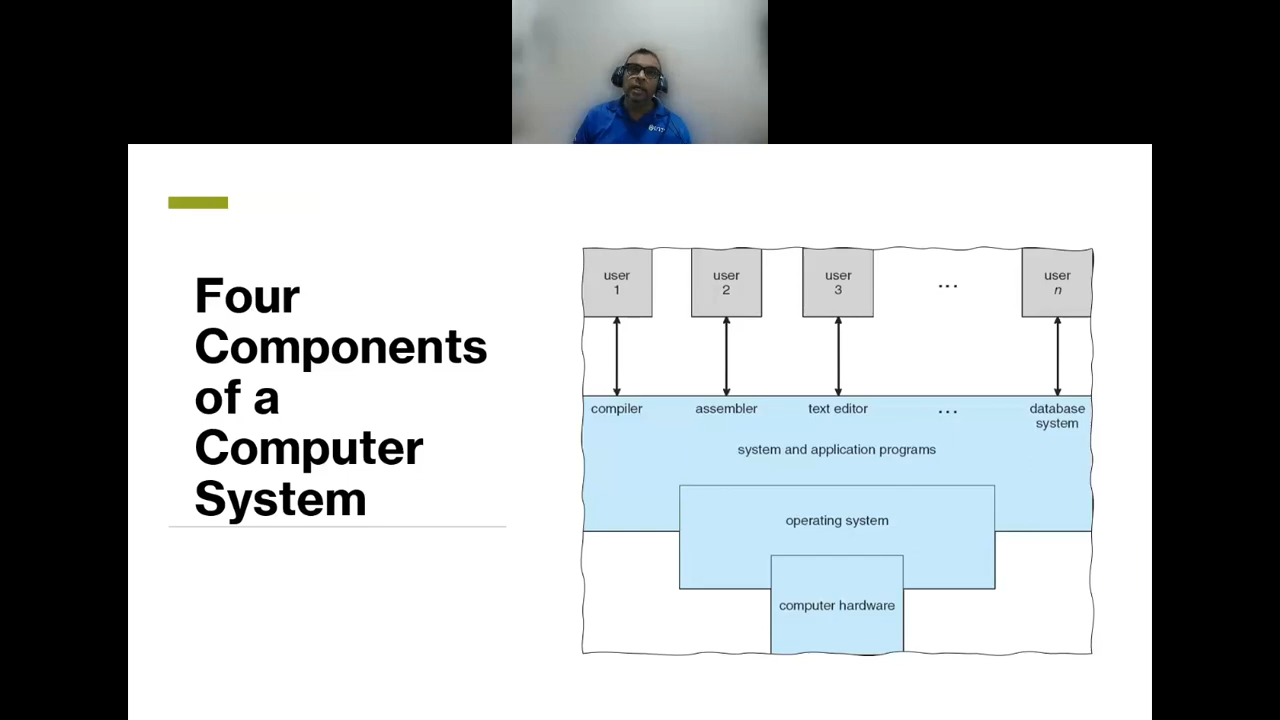 Four
Components
of a
Computer
System
user
1
user
2
user
3
...
user
n
compiler
assembler
text editor
...
database
system
system and application programs
operating system
computer hardware